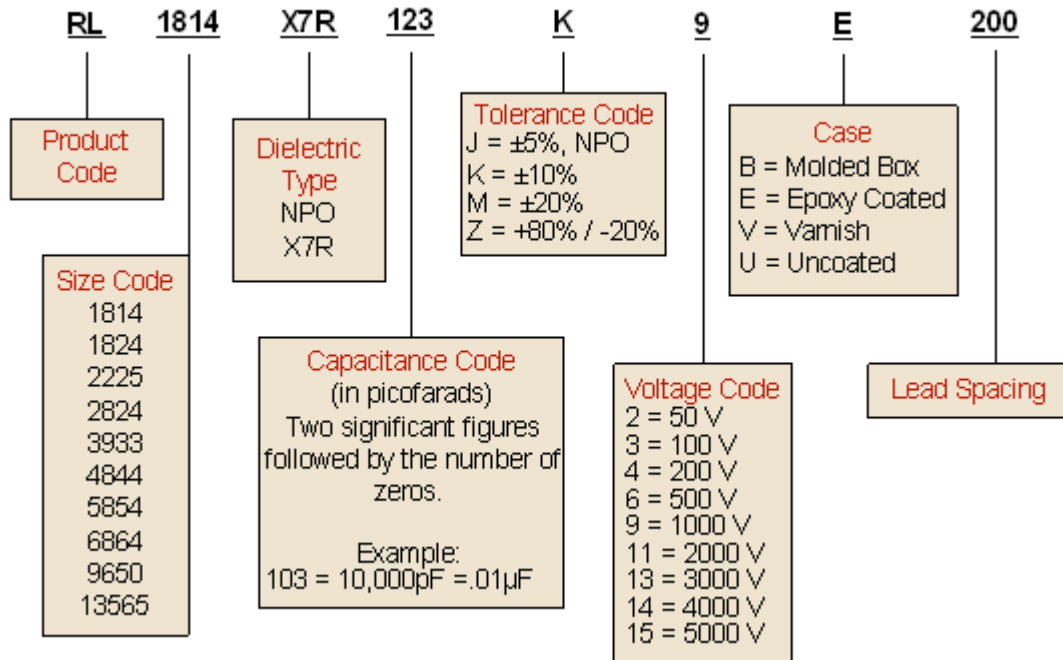 RL 1814 X7R 123 K 9 E 200
Product
Code
Size Code
1814
1824
2225
2824
3933
4844
5854
6864
9650
13565
Dielectric
Type
NPO
X7R
Capacitance Code
(in picofarads)
Two significant figures
followed by the number of
zeros.
Example:
103 = 10,000pF =.01µF
Tolerance Code
J = ±5%, NPO
K = ±10%
M = ±20%
Z = +80% / -20%
Voltage Code
2 = 50 V
3 = 100 V
4 = 200 V
6 = 500 V
9 = 1000 V
11 = 2000 V
13 = 3000 V
14 = 4000 V
15 = 5000 V
Case
B = Molded Box
E = Epoxy Coated
V = Varnish
U = Uncoated
Lead Spacing